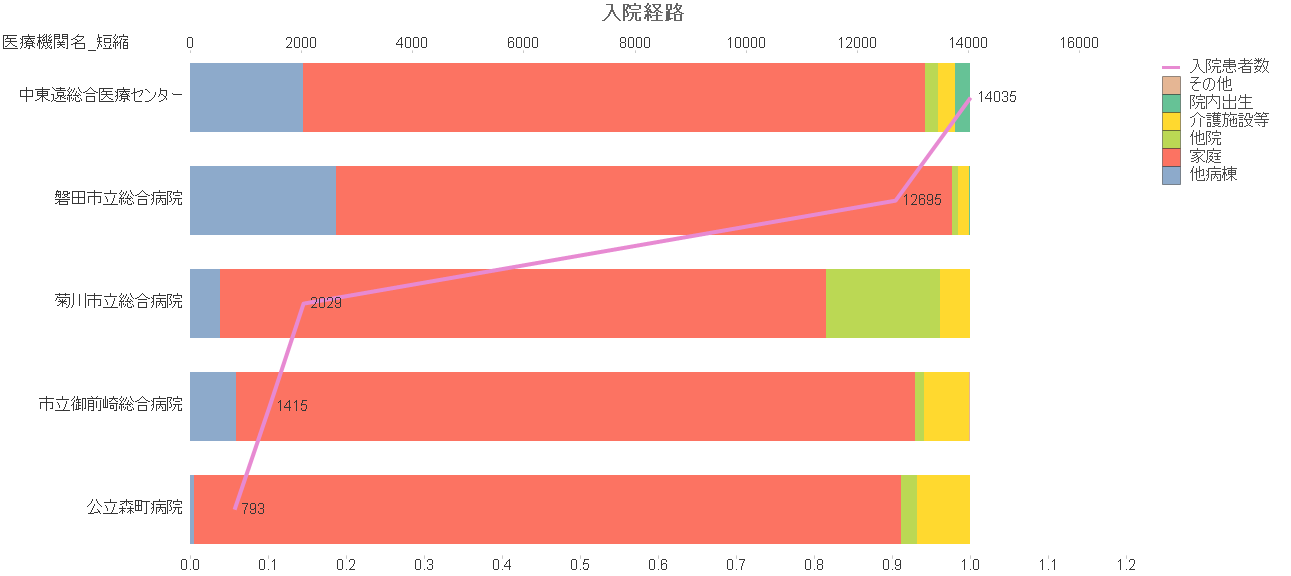 入院経路
医療機関名_短縮
0 2000 4000 6000 8000 10000 12000 14000 16000
入院患者数
その他
院内出生
介護施設等
他院
家庭
他病棟
中東遠総合医療センター 14035
磐田市立総合病院 12695
菊川市立総合病院 2029
市立御前崎総合病院 1415
公立森町病院 793
0.0 0.1 0.2 0.3 0.4 0.5 0.6 0.7 0.8 0.9 1.0 1.1 1.2